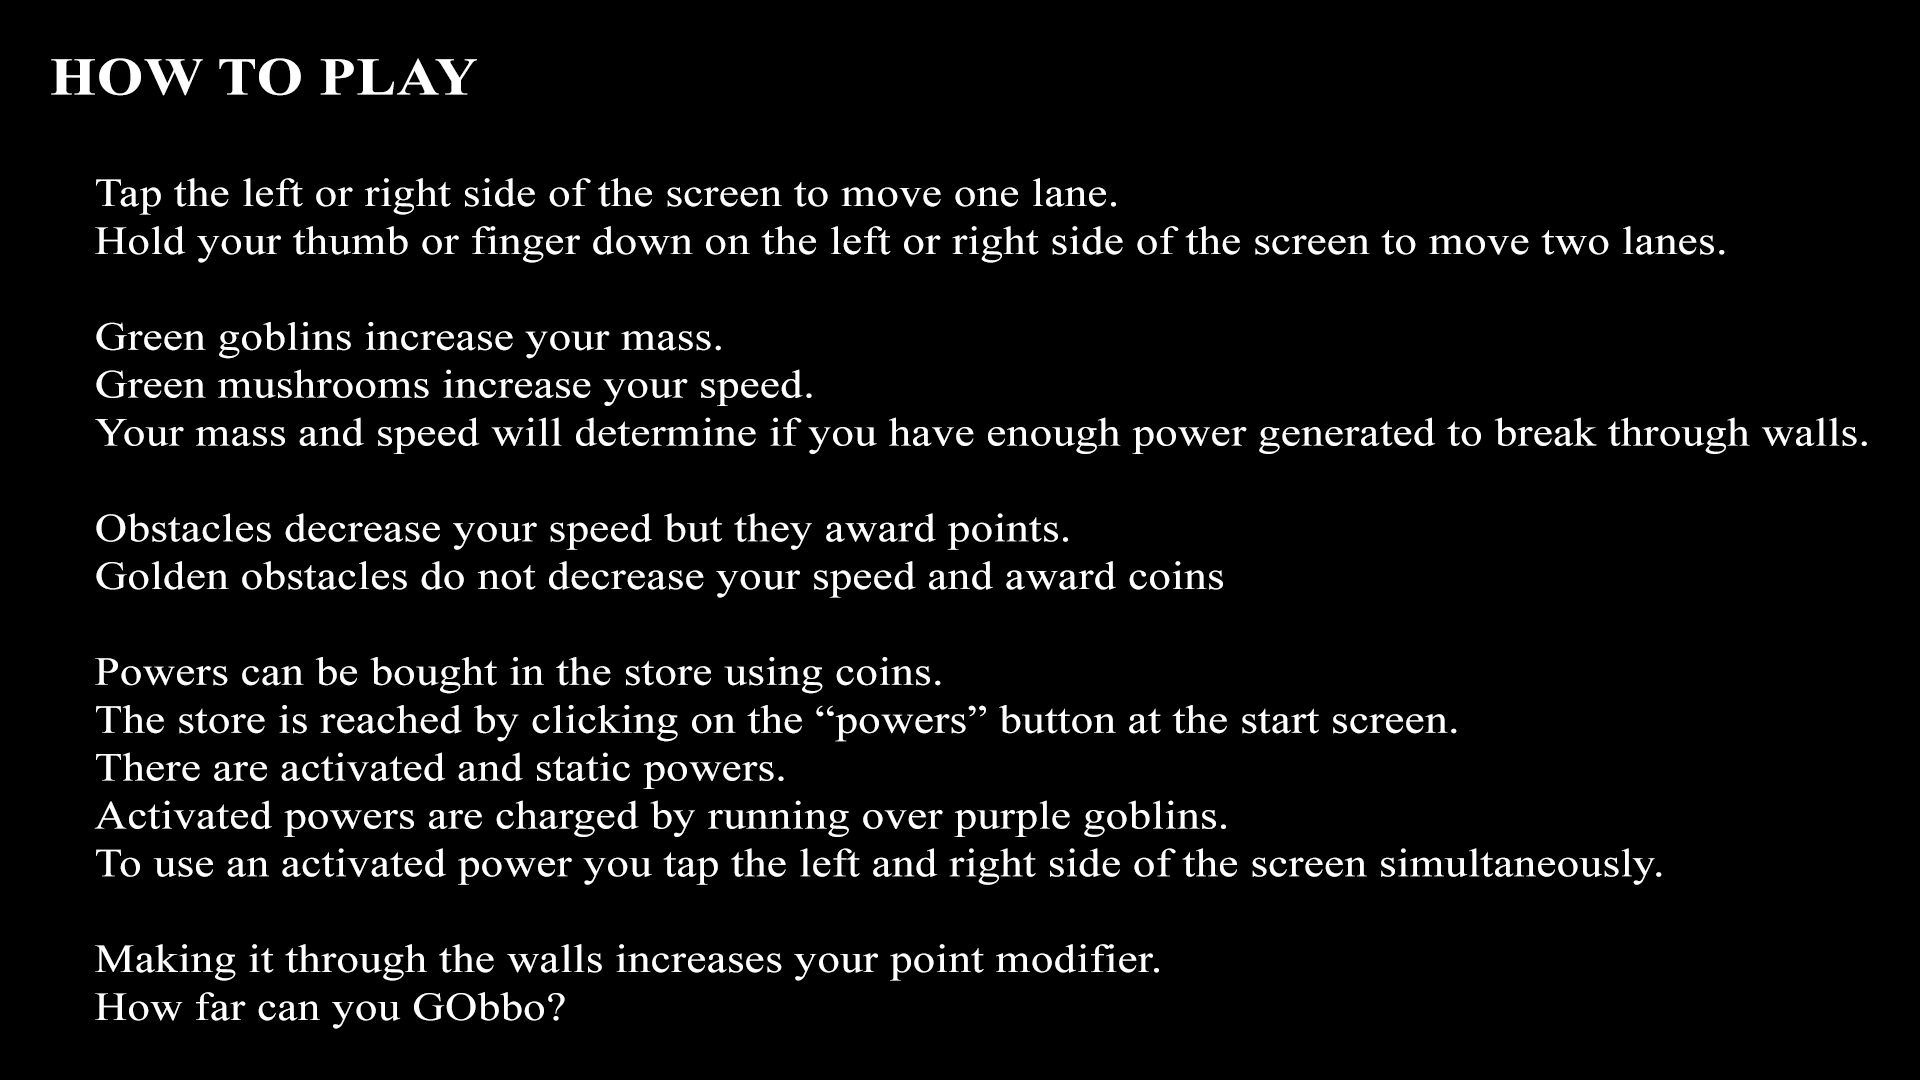 HOW TO PLAY
Tap the left or right side of the screen to move one lane.
Hold your thumb or finger down on the left or right side of the screen to move two lanes.
Green goblins increase your mass.
Green mushrooms increase your speed.
Your mass and speed will determine if you have enough power generated to break through walls.
Obstacles decrease your speed but they award points.
Golden obstacles do not decrease your speed and award coins
Powers can be bought in the store using coins.
The store is reached by clicking on the “powers” button at the start screen.
There are activated and static powers.
Activated powers are charged by running over purple goblins.
To use an activated power you tap the left and right side of the screen simultaneously.
Making it through the walls increases your point modifier.
How far can you GObbo?